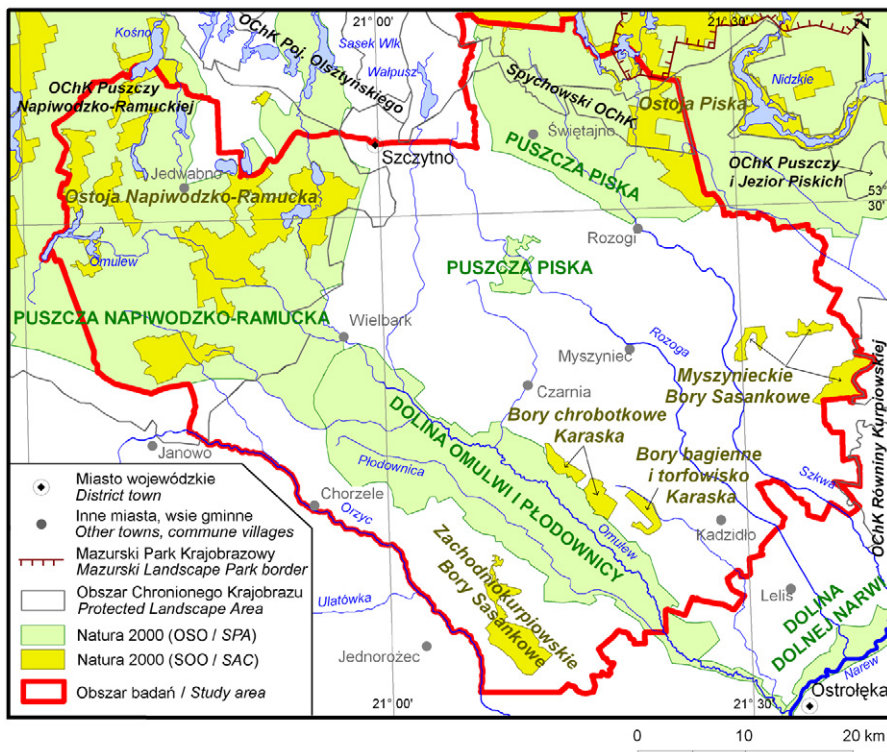 21° 00'
21° 30'
Kośno
Sasek Wlk
Wałpusz
OChK Poj. Olsztyńskiego
OChK Puszczy
Napiwodzko-Ramuckiej
Spychowski OChK
Nidzkie
Z
Ostoja Piska
Świętajno
Szczytno
PUSZCZA PISKA
OChK Puszczy
i Jezior Piskich
53°
30'
Jedwabno
Ostoja Napiwodzko-Ramucka
Rozogi
Omulew
PUSZCZA PISKA
PUSZCZA NAPIWODZKO-RAMUCKA
Wielbark
Rozoga
Myszyniec
Myszynieckie
Bory Sasankowe
Czarnia
Bory chrobotkowe
Karaska
DOLINA OMULWI I PŁODOWNICY
Bory bagienne
i torfowisko
Karaska
Janowo
Płodownica
Szkwa
OChK Równiny Kurpiowskiej
Chorzele
Orzyc
Omulew
Kadzidło
Zachodniokurpiowskie
Bory Sasankowe
Ulatówka
Lelis
DOLINA
DOLNEJ NARWI
Jednorożec
Narew
Ostrołęka
21° 00'
21° 30'
Miasto wojewódzkie
District town
Inne miasta, wsie gminne
Other towns, commune villages
Mazurski Park Krajobrazowy
Mazurski Landscape Park border
Obszar Chronionego Krajobrazu
Protected Landscape Area
Natura 2000 (OSO / SPA)
Natura 2000 (SOO / SAC)
Obszar badań / Study area
0 10 20 km